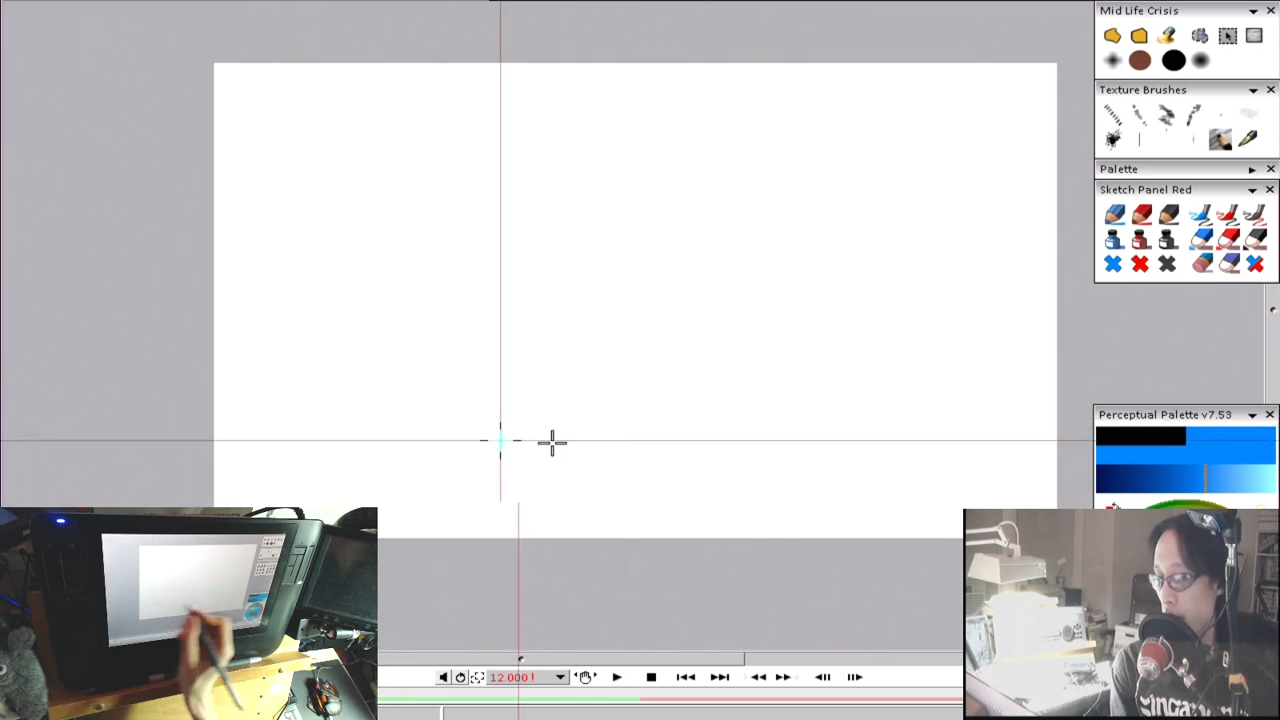 Mid Life Crisis
Texture Brushes
Palette
Sketch Panel Red
Perceptual Palette v7.53
12.000 f